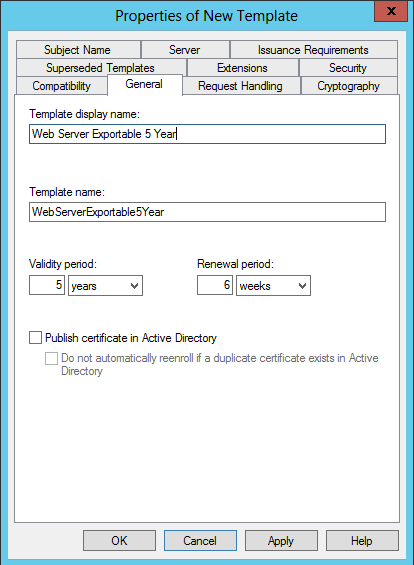 Properties of New Template
x
Subject Name
Server
Issuance Requirements
Superseded Templates
Extensions
Security
Compatibility
General
Request Handling
Cryptography
Template display name:
Web Server Exportable 5 Year
Template name:
WebServerExportable5Year
Validity period:
Renewal period:
5 years
6 weeks
Publish certificate in Active Directory
Do not automatically reenroll if a duplicate certificate exists in Active
Directory
OK
Cancel
Apply
Help